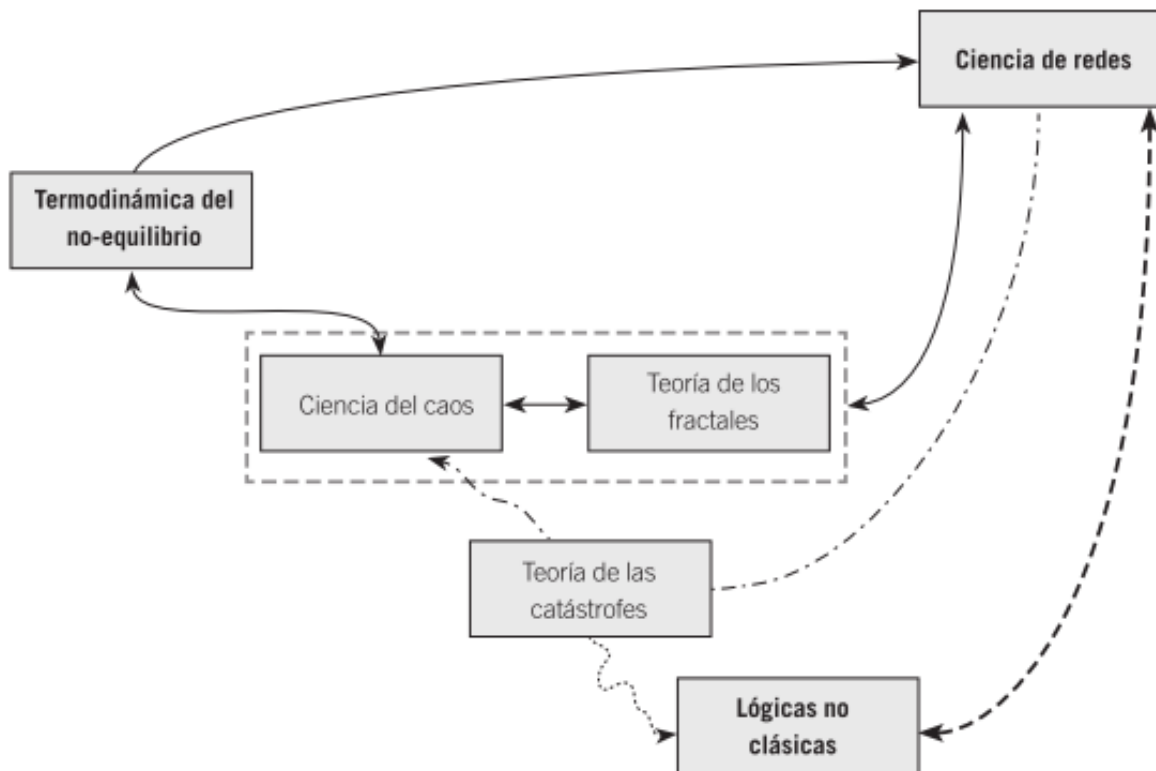 Ciencia de redes
Termodinámica del
no-equilibrio
Ciencia del caos
Teoría de los
fractales
Teoría de las
catástrofes
Lógicas no
clásicas